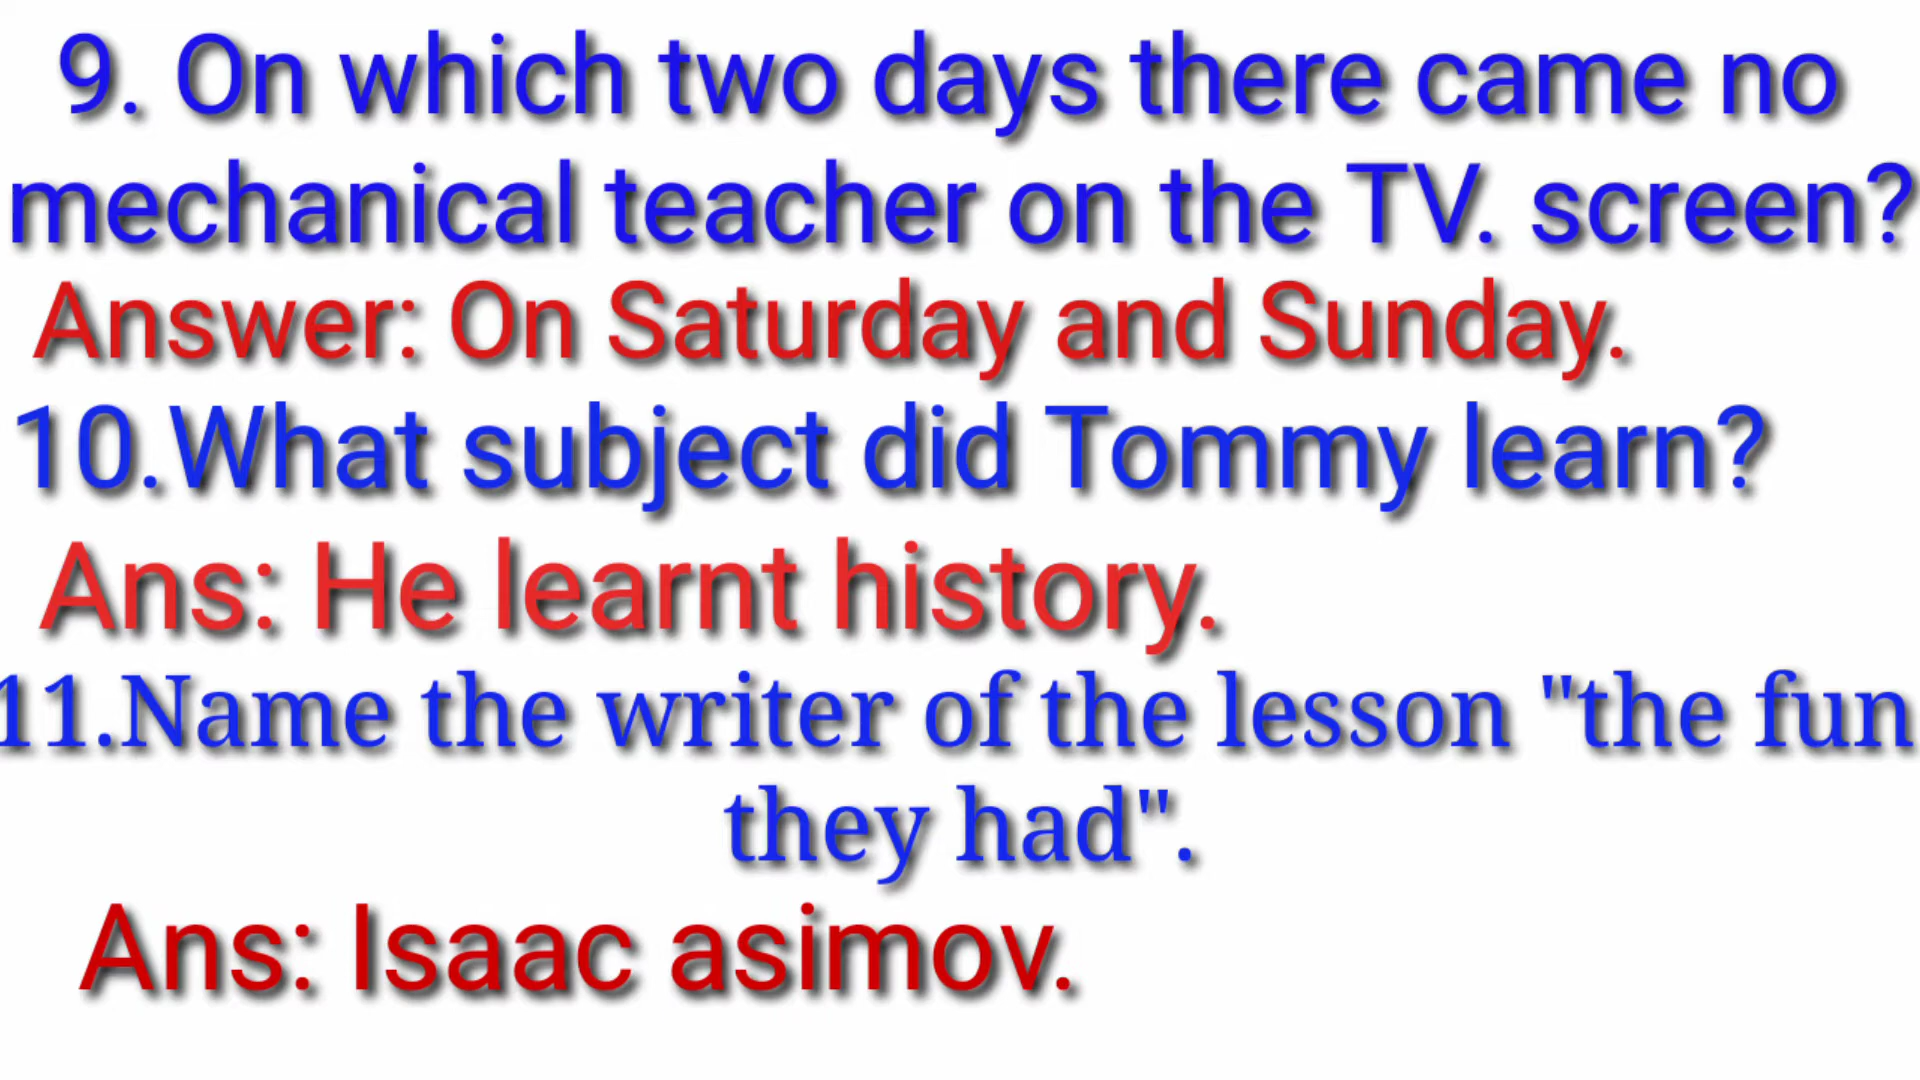 9. On which two days there came no
mechanical teacher on the TV. screen?
Answer: On Saturday and Sunday.
10.What subject did Tommy learn?
Ans: He learnt history.
11.Name the writer of the lesson "the fun
they had".
Ans: Isaac asimov.